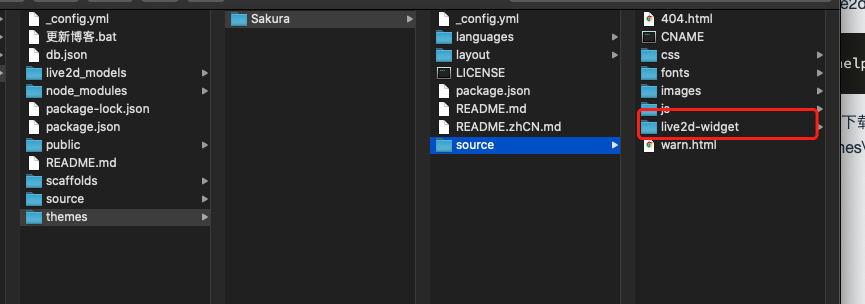 _config.yml
更新博客.bat
db.json
live2d_models
node_modules
package-lock.json
package.json
public
README.md
scaffolds
source
themes
Sakura
_config.yml
languages
layout
LICENSE
package.json
README.md
README.zhCN.md
source
404.html
CNAME
css
fonts
images
js
live2d-widget
warn.html
help
下载